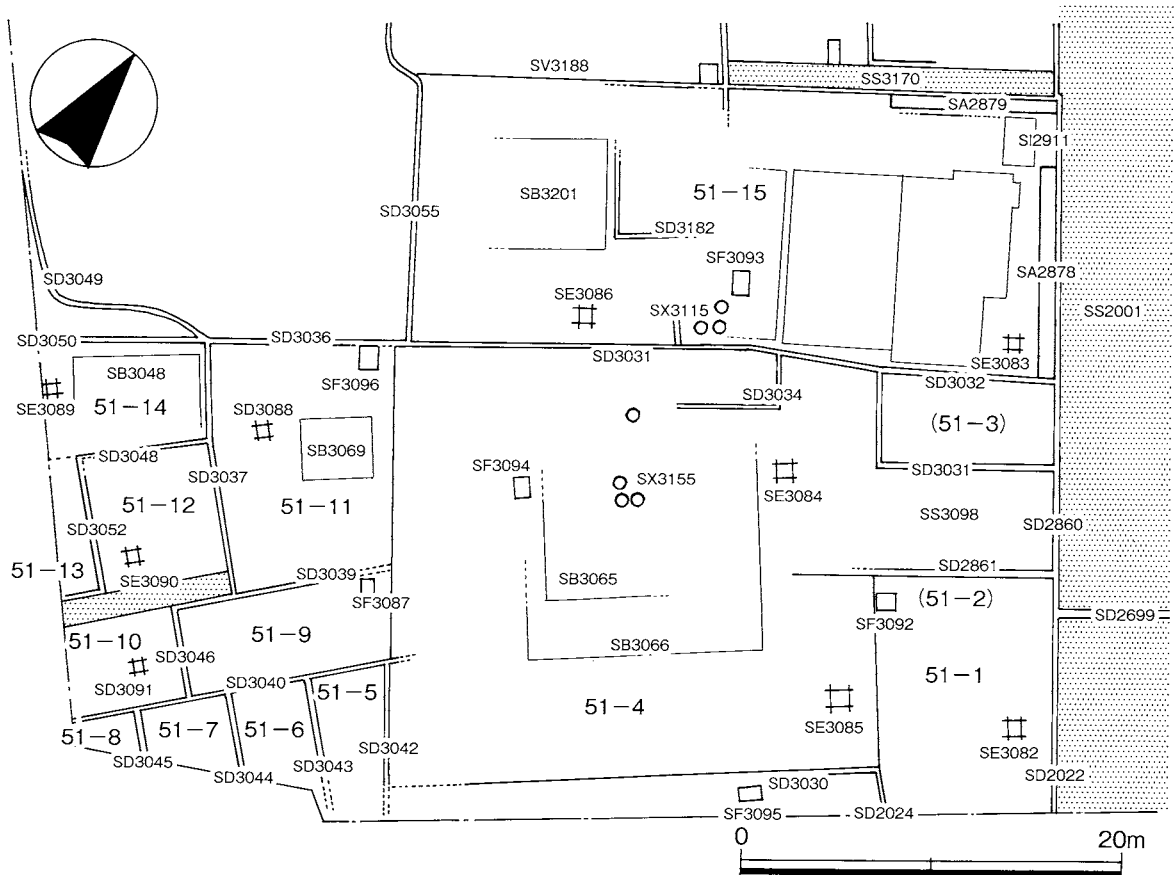 SV3188
SS3170
SA2879
SI2911
51-15
SB3201
SD3055
SD3182
SF3093
SD3049
SA2878
SE3086
SX3115
SS2001
SD3050
SD3036
SD3031
SE3083
SB3048
SF3096
SD3032
SE3089
51-14
SD3034
SD3088
(51-3)
SB3069
SD3048
SD3037
SF3094
SX3155
SD3031
SE3084
51-12
51-11
SS3098
SD3052
SD2860
51-13
SE3090
SD3039
SB3065
SD2861
SF3087
(51-2)
SF3092
SD2699
51-10
51-9
SB3066
SD3046
SD3091
SD3040
51-5
51-1
51-4
SE3085
51-8
51-7
51-6
SD3042
SE3082
SD3045
SD3044
SD3043
SD3030
SD2022
SF3095
SD2024
0
20m